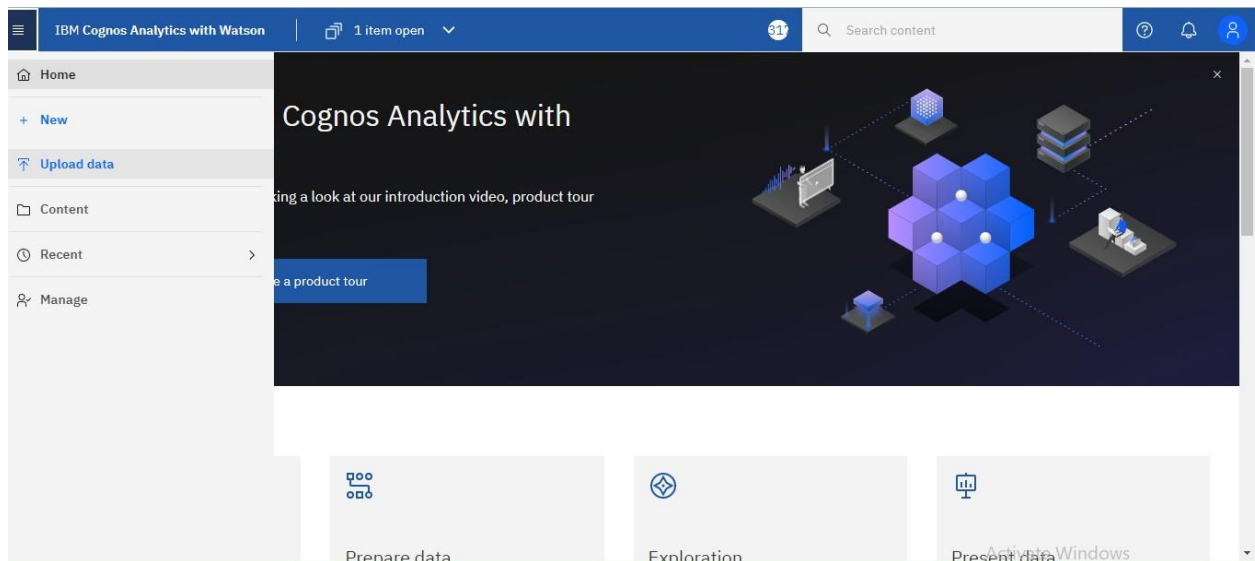 IBM Cognos Analytics with Watson
1 item open
31
Search content
Home
New
Upload data
Content
Recent
Manage
Cognos Analytics with
king a look at our introduction video, product tour
e a product tour
Prepare data
Exploration
Present data
Activate Windows